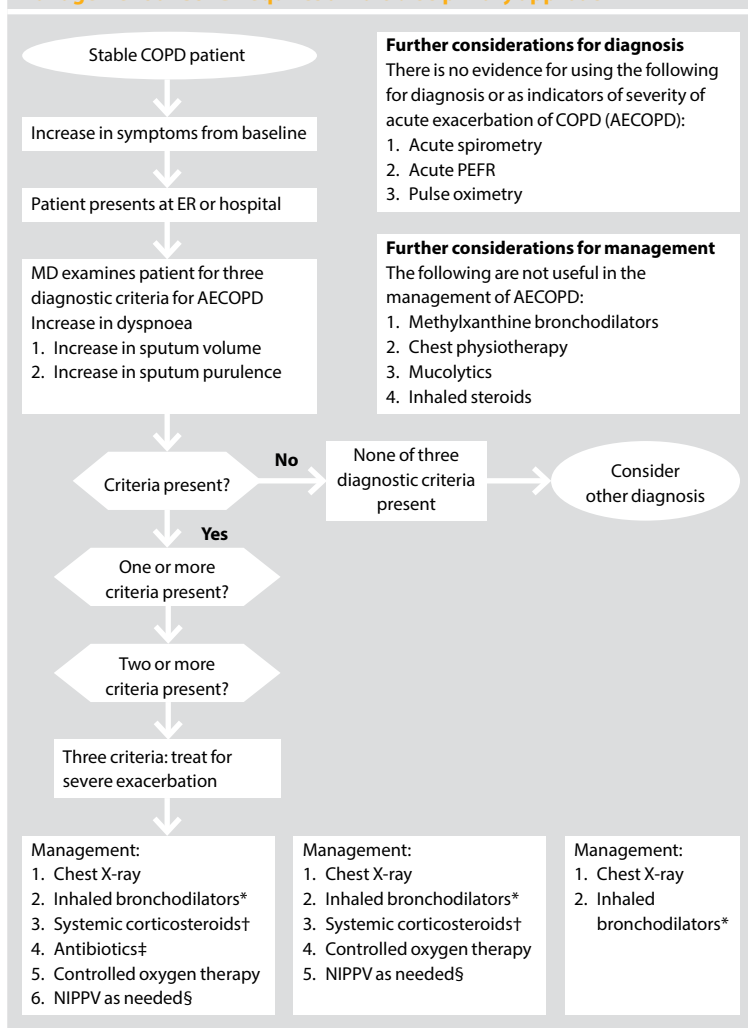 Stable COPD patient
Increase in symptoms from baseline
Patient presents at ER or hospital
MD examines patient for three
diagnostic criteria for AECOPD
Increase in dyspnoea
1. Increase in sputum volume
2. Increase in sputum purulence
Further considerations for diagnosis
There is no evidence for using the following
for diagnosis or as indicators of severity of
acute exacerbation of COPD (AECOPD):
1. Acute spirometry
2. Acute PEFR
3. Pulse oximetry
Further considerations for management
The following are not useful in the
management of AECOPD:
1. Methylxanthine bronchodilators
2. Chest physiotherapy
3. Mucolytics
4. Inhaled steroids
Criteria present?
No
None of three
diagnostic criteria
present
Consider
other diagnosis
Yes
One or more
criteria present?
Two or more
criteria present?
Three criteria: treat for
severe exacerbation
Management:
1. Chest X-ray
2. Inhaled bronchodilators*
3. Systemic corticosteroids†
4. Antibiotics‡
5. Controlled oxygen therapy
6. NIPPV as needed§
Management:
1. Chest X-ray
2. Inhaled bronchodilators*
3. Systemic corticosteroids†
4. Controlled oxygen therapy
5. NIPPV as needed§
Management:
1. Chest X-ray
2. Inhaled
bronchodilators*